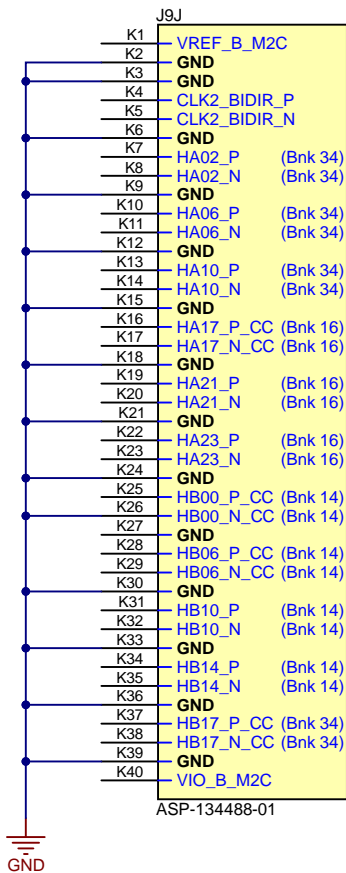 J9J
K1 VREF_B_M2C
K2 GND
K3 GND
K4 CLK2_BIDIR_P
K5 CLK2_BIDIR_N
K6 GND
K7 HA02_P (Bnk 34)
K8 HA02_N (Bnk 34)
K9 GND
K10 HA06_P (Bnk 34)
K11 HA06_N (Bnk 34)
K12 GND
K13 HA10_P (Bnk 34)
K14 HA10_N (Bnk 34)
K15 GND
K16 HA17_P_CC (Bnk 16)
K17 HA17_N_CC (Bnk 16)
K18 GND
K19 HA21_P (Bnk 16)
K20 HA21_N (Bnk 16)
K21 GND
K22 HA23_P (Bnk 16)
K23 HA23_N (Bnk 16)
K24 GND
K25 HB00_P_CC (Bnk 14)
K26 HB00_N_CC (Bnk 14)
K27 GND
K28 HB06_P_CC (Bnk 14)
K29 HB06_N_CC (Bnk 14)
K30 GND
K31 HB10_P (Bnk 14)
K32 HB10_N (Bnk 14)
K33 GND
K34 HB14_P (Bnk 14)
K35 HB14_N (Bnk 14)
K36 GND
K37 HB17_P_CC (Bnk 34)
K38 HB17_N_CC (Bnk 34)
K39 GND
K40 VIO_B_M2C
ASP-134488-01
GND